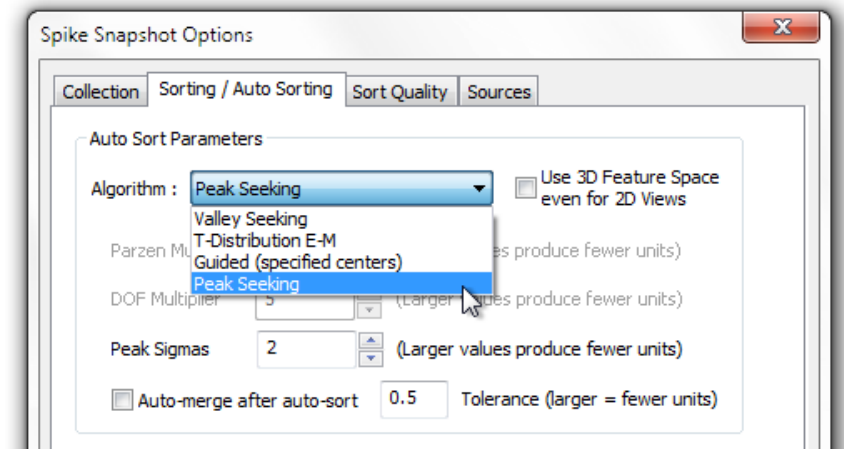 Spike Snapshot Options
X
Collection Sorting / Auto Sorting Sort Quality Sources
Auto Sort Parameters
Algorithm : Peak Seeking Use 3D Feature Space
even for 2D Views
Valley Seeking
T-Distribution E-M
Guided (specified centers)
Peak Seeking
Parzen values produce fewer units)
DOF Multiplier 5 (Larger values produce fewer units)
Peak Sigmas 2 (Larger values produce fewer units)
Auto-merge after auto-sort 0.5 Tolerance (larger = fewer units)